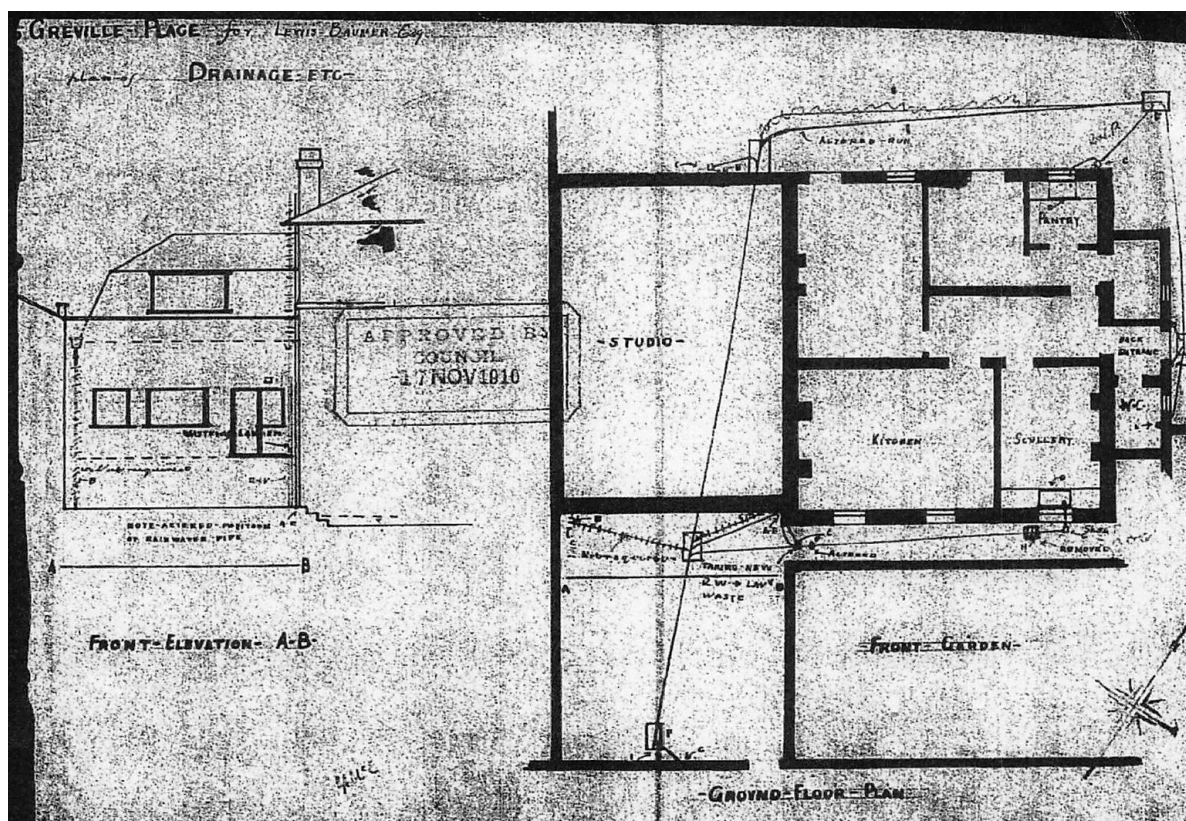 GREVILLE-PLACE for Lewis Baumer Esq
plan of DRAINAGE-ETC-
ALTERED-RUN
PANTRY
APPROVED BY
COUNCIL
-17 NOV 1910
-STUDIO-
BACK
ENTRANCE
W.C.
KITCHEN
SCULLERY
NOTE-ALTERED-POSITION
OF RAINWATER PIPE
A B
FRONT-ELEVATION- A-B-
ALTERED
REMOVED
TAKING-NEW
R.W & LAVY
WASTE
A B
-FRONT-GARDEN-
-GROUND-FLOOR-PLAN